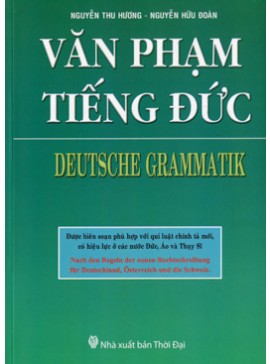 NGUYỄN THU HƯƠNG - NGUYỄN HỮU ĐOÀN
VĂN PHẠM
TIẾNG ĐỨC
DEUTSCHE GRAMMATIK
Được biên soạn phù hợp với qui luật chính tả mới,
có hiệu lực ở các nước Đức, Áo và Thụy Sĩ
Nach den Regeln der neuen Rechtschreibung
für Deutschland, Österreich und die Schweiz.
Nhà xuất bản Thời Đại